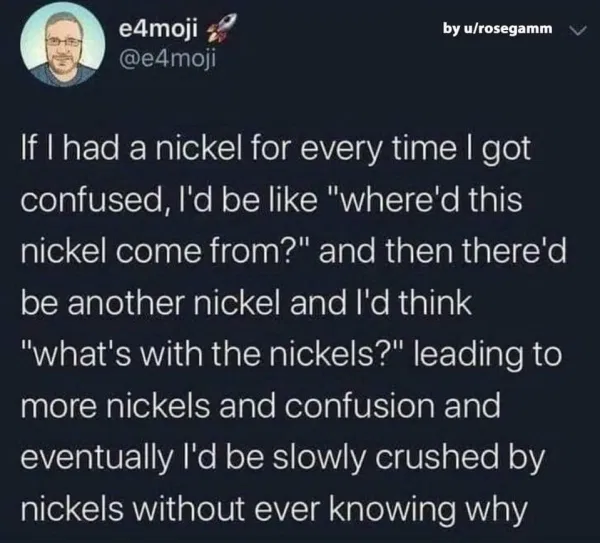 e4moji 🚀
by u/rosegamm
@e4moji
If I had a nickel for every time I got
confused, I'd be like "where'd this
nickel come from?" and then there'd
be another nickel and I'd think
"what's with the nickels?" leading to
more nickels and confusion and
eventually I'd be slowly crushed by
nickels without ever knowing why